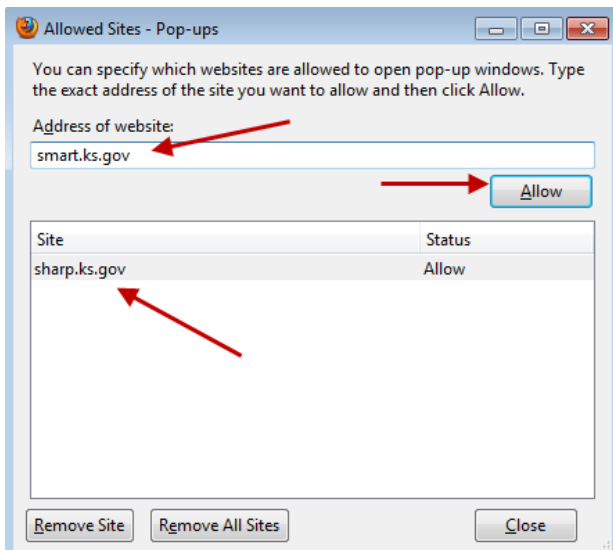 Allowed Sites - Pop-ups
You can specify which websites are allowed to open pop-up windows. Type
the exact address of the site you want to allow and then click Allow.
Address of website:
smart.ks.gov
Allow
Site Status
sharp.ks.gov Allow
Remove Site Remove All Sites Close